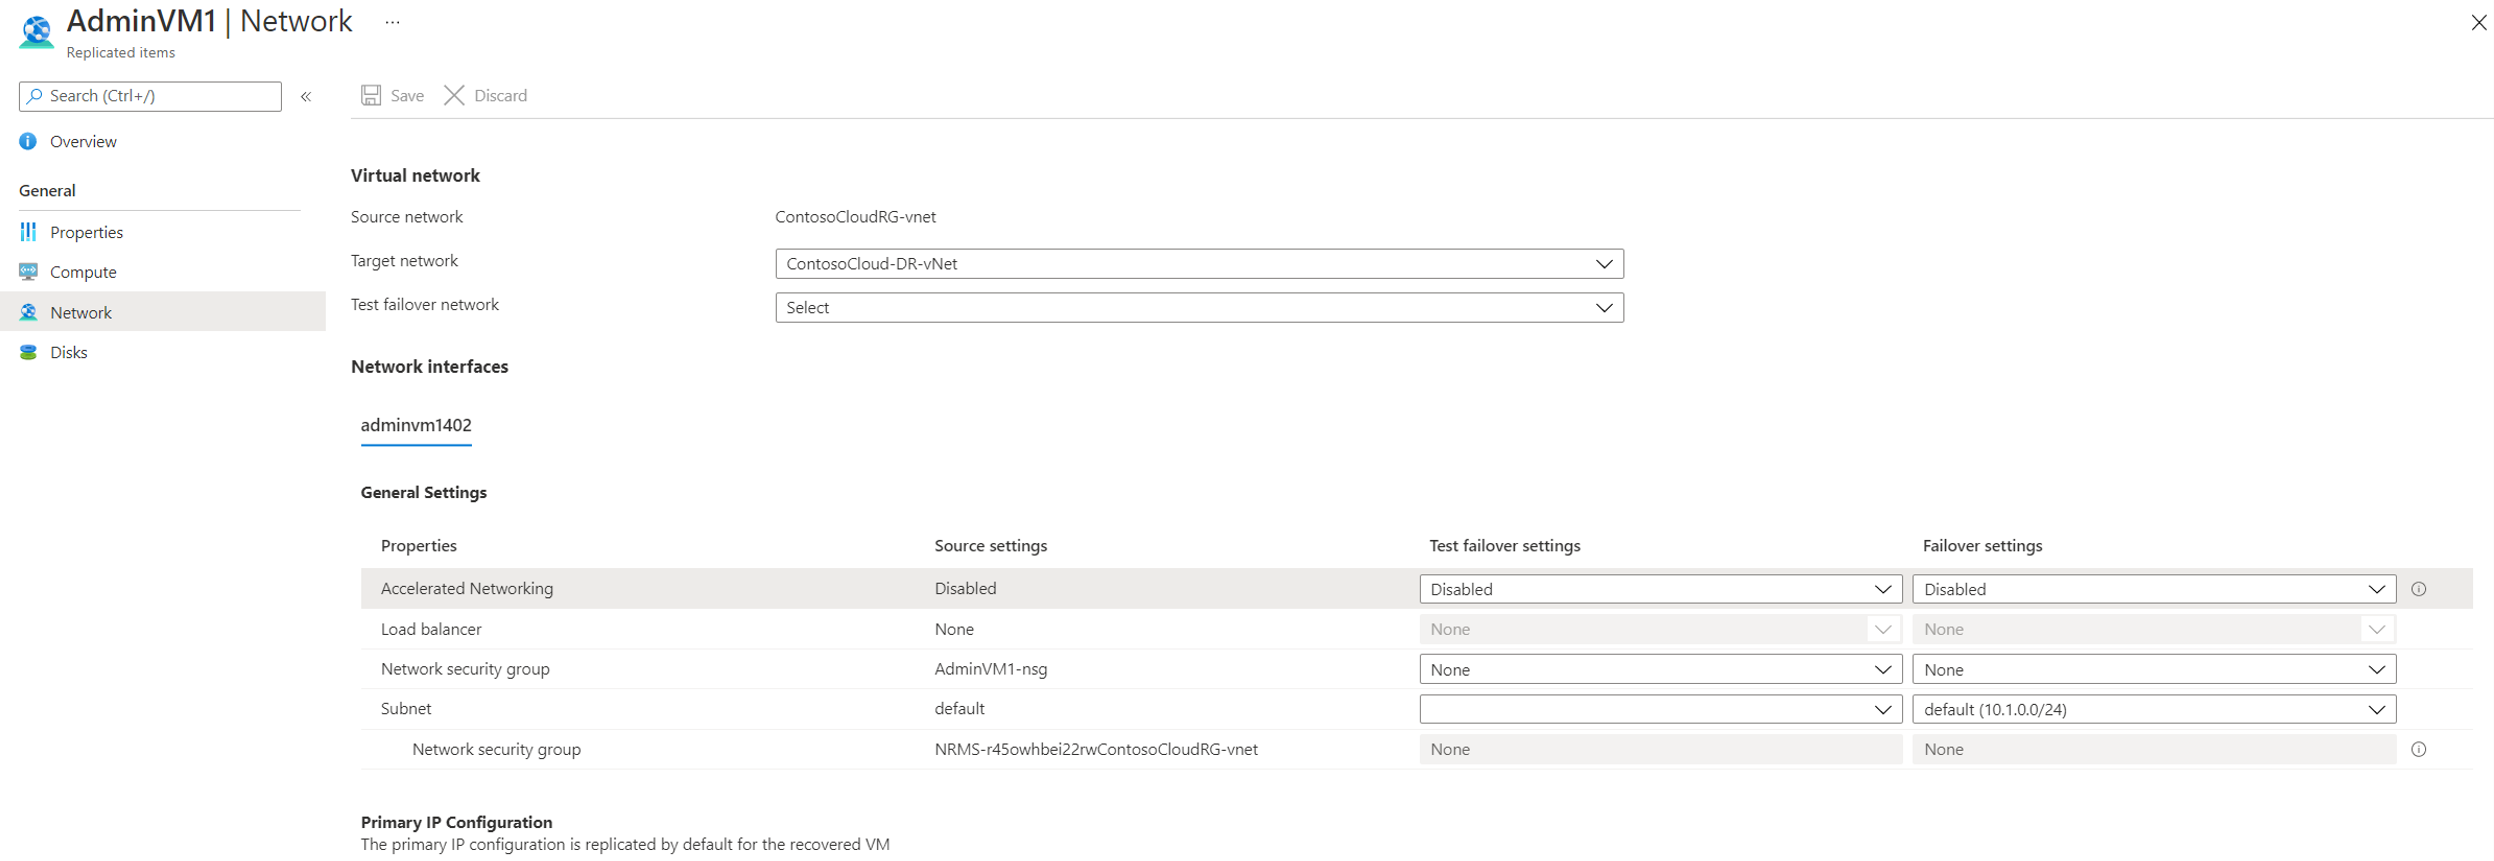 AdminVM1 | Network ...
Replicated items
Search (Ctrl+/) «
Save Discard
Overview
General
Properties
Compute
Network
Disks
Virtual network
Source network ContosoCloudRG-vnet
Target network ContosoCloud-DR-vNet
Test failover network Select
Network interfaces
adminvm1402
General Settings
Properties Source settings Test failover settings Failover settings
Accelerated Networking Disabled Disabled Disabled
Load balancer None None None
Network security group AdminVM1-nsg None None
Subnet default default (10.1.0.0/24)
Network security group NRMS-r45owhbei22rwContosoCloudRG-vnet None None
Primary IP Configuration
The primary IP configuration is replicated by default for the recovered VM